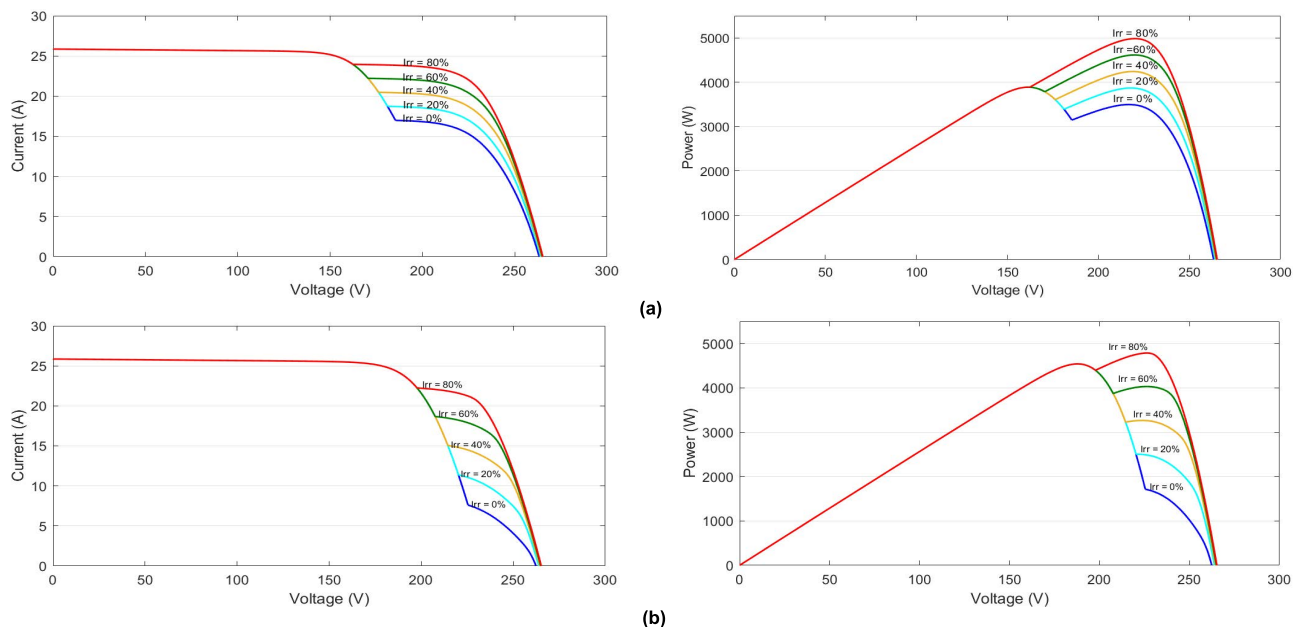 30
25
20
15
10
5
0
Current (A)
Irr = 80%
Irr = 60%
Irr = 40%
Irr = 20%
Irr = 0%
0 50 100 150 200 250 300
Voltage (V)
5000
4000
3000
2000
1000
0
Power (W)
Irr = 80%
Irr =60%
Irr = 40%
Irr = 20%
Irr = 0%
0 50 100 150 200 250 300
Voltage (V)
(a)
30
25
20
15
10
5
0
Current (A)
Irr = 80%
Irr = 60%
Irr = 40%
Irr = 20%
Irr = 0%
0 50 100 150 200 250 300
Voltage (V)
5000
4000
3000
2000
1000
0
Power (W)
Irr = 80%
Irr = 60%
Irr = 40%
Irr = 20%
Irr = 0%
0 50 100 150 200 250 300
Voltage (V)
(b)